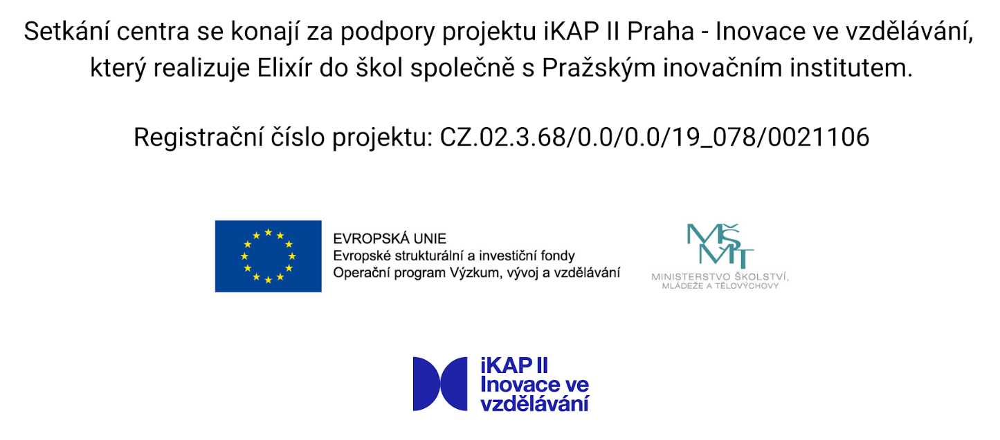 Setkání centra se konají za podpory projektu iKAP II Praha - Inovace ve vzdělávání,
který realizuje Elixír do škol společně s Pražským inovačním institutem.
Registrační číslo projektu: CZ.02.3.68/0.0/0.0/19_078/0021106
EVROPSKÁ UNIE
Evropské strukturální a investiční fondy
Operační program Výzkum, vývoj a vzdělávání
MŠ
MT
MINISTERSTVO ŠKOLSTVÍ,
MLÁDEŽE A TĚLOVÝCHOVY
iKAP II
Inovace ve
vzdělávání